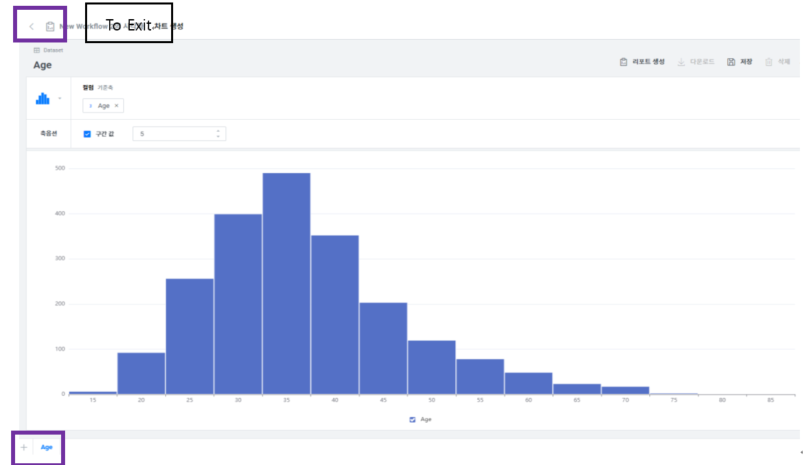 New Workflow
To Exit.
차트 생성
Dataset
Age
리포트 생성
다운로드
저장
삭제
컬럼 기준축
Age
축옵션
구간 값
5
500
400
300
200
100
0
15 20 25 30 35 40 45 50 55 60 65 70 75 80 85
Age
+ Age